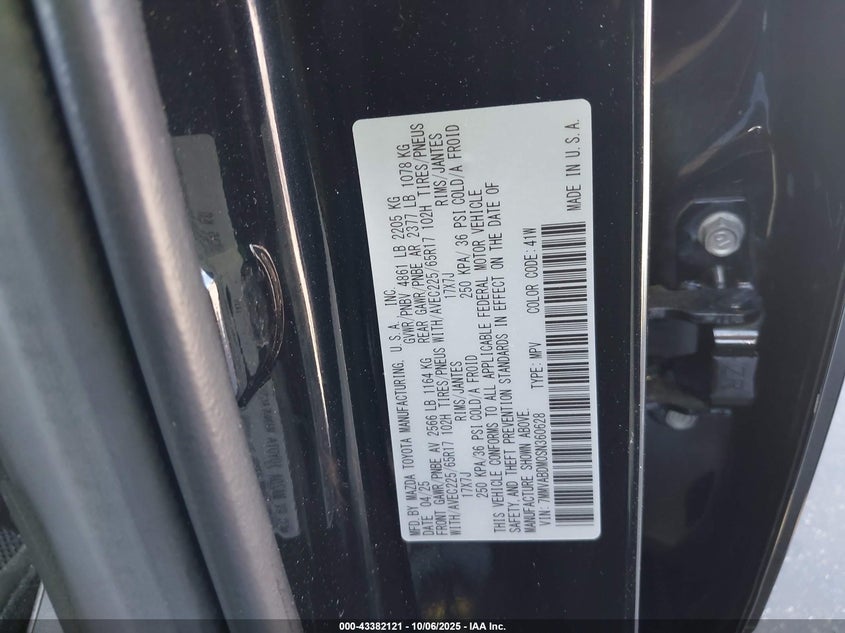 MFD. BY MAZDA TOYOTA MANUFACTURING, U.S.A., INC.
DATE 04/25 GVWR/PNBV 4861 LB 2205 KG
FRONT GAWR/PNBE AV 2566 LB 1164 KG REAR GAWR/PNBE AR 2377 LB 1078 KG
WITH/AVEC225/65R17 102H TIRES/PNEUS WITH/AVEC225/65R17 102H TIRES/PNEUS
17X7J RIMS/JANTES 17X7J RIMS/JANTES
250 KPA/36 PSI COLD/A FROID 250 KPA/36 PSI COLD/A FROID
THIS VEHICLE CONFORMS TO ALL APPLICABLE FEDERAL MOTOR VEHICLE
SAFETY AND THEFT PREVENTION STANDARDS IN EFFECT ON THE DATE OF
MANUFACTURE SHOWN ABOVE.
VIN: 7MMVABDM0SN360628 TYPE: MPV COLOR CODE: 41W
MADE IN U.S.A.
000-43382121 - 10/06/2025 - IAA Inc.